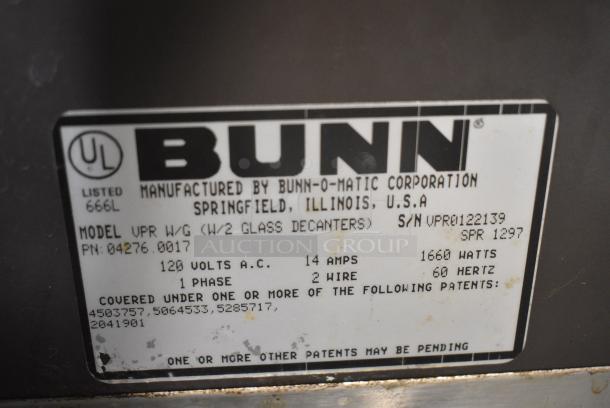 UL
BUNN®
LISTED
666L
MANUFACTURED BY BUNN-O-MATIC CORPORATION
SPRINGFIELD, ILLINOIS, U.S.A
MODEL VPR W/G (W/2 GLASS DECANTERS) S/N VPR0122139
PN: 04276.0017 SPR 1297
AUCTION GROUP
120 VOLTS A.C. 14 AMPS 1660 WATTS
1 PHASE 2 WIRE 60 HERTZ
COVERED UNDER ONE OR MORE OF THE FOLLOWING PATENTS:
4503757,5064533,5285717,
2041901
ONE OR MORE OTHER PATENTS MAY BE PENDING